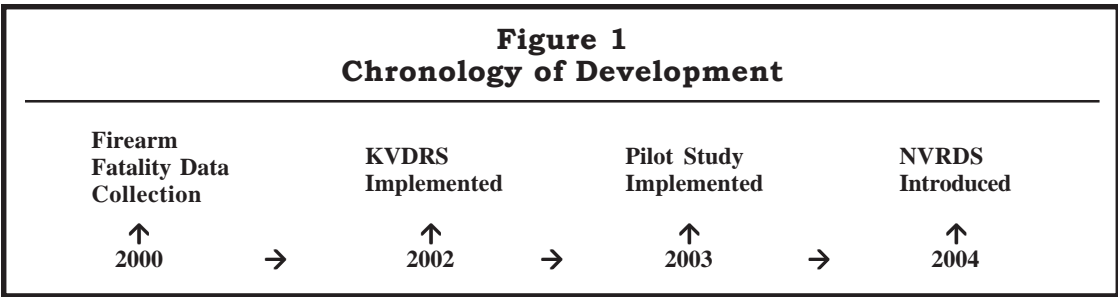 Figure 1
Chronology of Development
Firearm
Fatality Data
Collection
KVDRS
Implemented
Pilot Study
Implemented
NVRDS
Introduced
↑ ↑ ↑ ↑
2000 → 2002 → 2003 → 2004